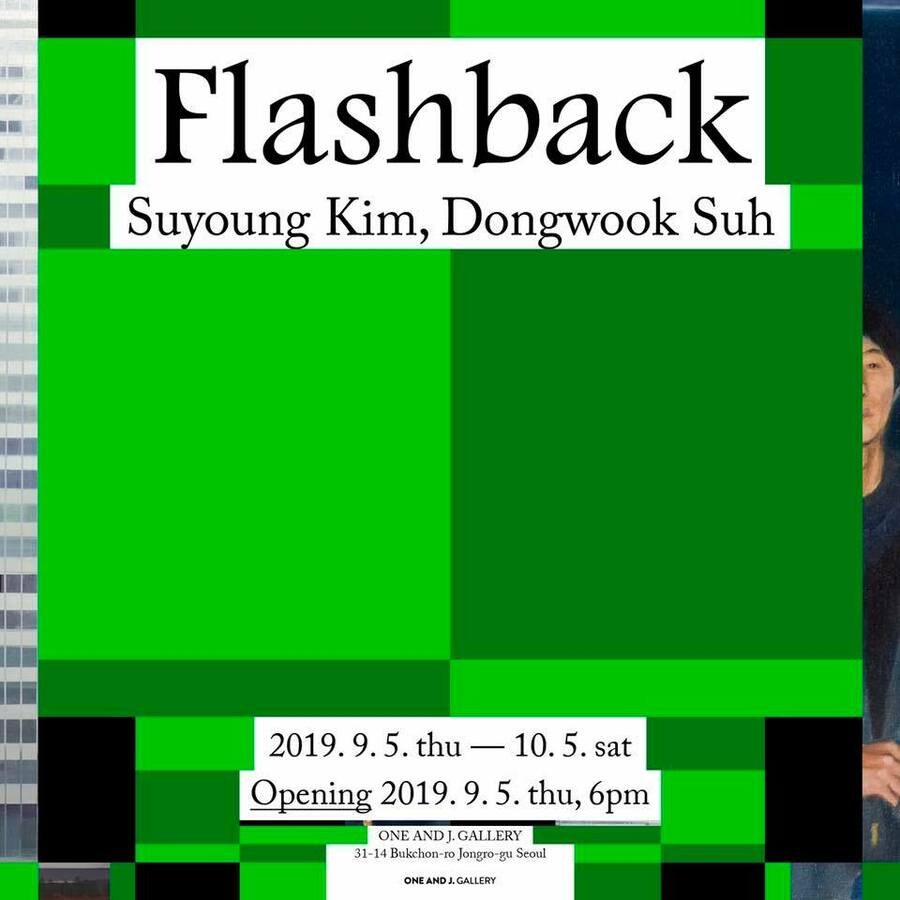 Flashback
Suyoung Kim, Dongwook Suh
2019. 9. 5. thu — 10. 5. sat
Opening 2019. 9. 5. thu, 6pm
ONE AND J. GALLERY
31-14 Bukchon-ro Jongro-gu Seoul
ONE AND J. GALLERY